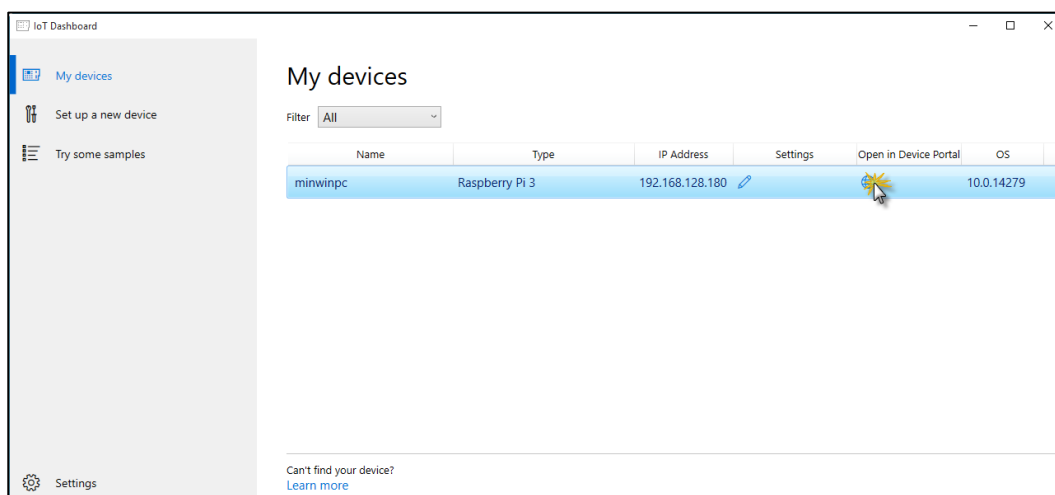 IoT Dashboard
My devices
Set up a new device
Try some samples
Settings
My devices
Filter All
Name Type IP Address Settings Open in Device Portal OS
minwinpc Raspberry Pi 3 192.168.128.180 10.0.14279
Can't find your device?
Learn more